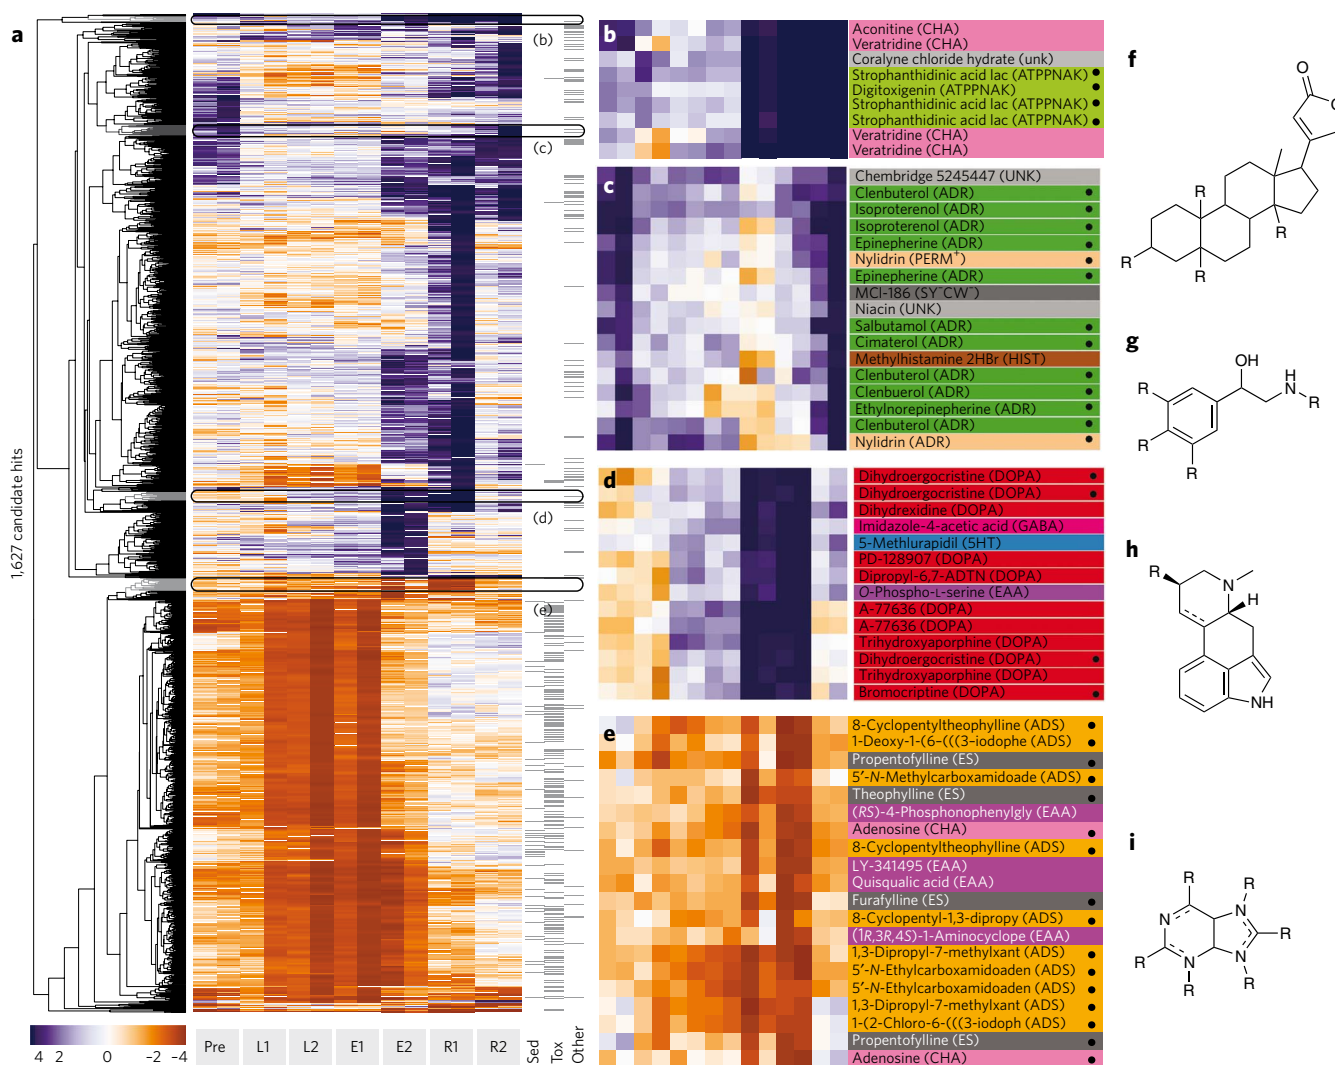 a
1,627 candidate hits
(b)
(c)
(d)
(e)
4 2 0 -2 -4
Pre L1 L2 E1 E2 R1 R2 Sed Tox Other
b
Aconitine (CHA)
Veratridine (CHA)
Coralyne chloride hydrate (unk)
Strophanthidinic acid lac (ATPPNAK)
Digitoxigenin (ATPPNAK)
Strophanthidinic acid lac (ATPPNAK)
Strophanthidinic acid lac (ATPPNAK)
Veratridine (CHA)
Veratridine (CHA)
c
Chembridge 5245447 (UNK)
Clenbuterol (ADR)
Isoproterenol (ADR)
Isoproterenol (ADR)
Epinepherine (ADR)
Nylidrin (PERM⁺)
Epinepherine (ADR)
MCI-186 (SY⁻CW⁻)
Niacin (UNK)
Salbutamol (ADR)
Cimaterol (ADR)
Methylhistamine 2HBr (HIST)
Clenbuterol (ADR)
Clenbuerol (ADR)
Ethylnorepinepherine (ADR)
Clenbuterol (ADR)
Nylidrin (ADR)
d
Dihydroergocristine (DOPA)
Dihydroergocristine (DOPA)
Dihydrexidine (DOPA)
Imidazole-4-acetic acid (GABA)
5-Methlurapidil (5HT)
PD-128907 (DOPA)
Dipropyl-6,7-ADTN (DOPA)
O-Phospho-L-serine (EAA)
A-77636 (DOPA)
A-77636 (DOPA)
Trihydroxyaporphine (DOPA)
Dihydroergocristine (DOPA)
Trihydroxyaporphine (DOPA)
Bromocriptine (DOPA)
e
8-Cyclopentyltheophylline (ADS)
1-Deoxy-1-(6-(((3-iodophe (ADS)
Propentofylline (ES)
5′-N-Methylcarboxamidoade (ADS)
Theophylline (ES)
(RS)-4-Phosphonophenylgly (EAA)
Adenosine (CHA)
8-Cyclopentyltheophylline (ADS)
LY-341495 (EAA)
Quisqualic acid (EAA)
Furafylline (ES)
8-Cyclopentyl-1,3-dipropy (ADS)
(1R,3R,4S)-1-Aminocyclope (EAA)
1,3-Dipropyl-7-methylxant (ADS)
5′-N-Ethylcarboxamidoaden (ADS)
5′-N-Ethylcarboxamidoaden (ADS)
1,3-Dipropyl-7-methylxant (ADS)
1-(2-Chloro-6-(((3-iodoph (ADS)
Propentofylline (ES)
Adenosine (CHA)
f
O
O
R
R
R
R
g
OH
H
N
R
R
R
R
h
R
N
H
NH
i
R
R
N
N
R
R
N
N
R
R